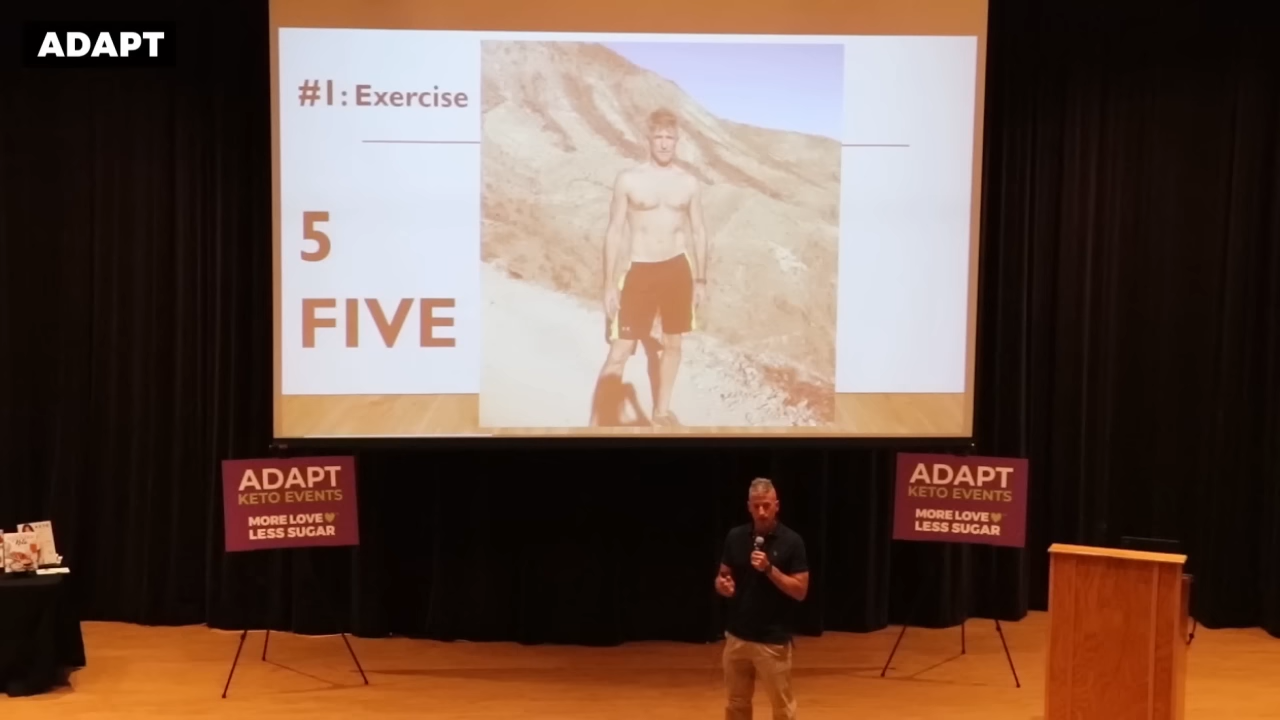 ADAPT
#1: Exercise
5
FIVE
ADAPT
KETO EVENTS
MORE LOVE
LESS SUGAR
ADAPT
KETO EVENTS
MORE LOVE
LESS SUGAR